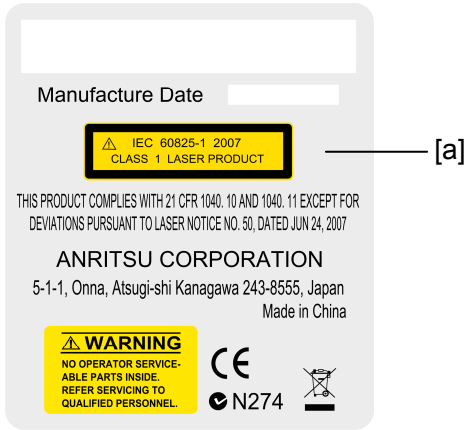 Manufacture Date
IEC 60825-1 2007
CLASS 1 LASER PRODUCT
[a]
THIS PRODUCT COMPLIES WITH 21 CFR 1040. 10 AND 1040. 11 EXCEPT FOR
DEVIATIONS PURSUANT TO LASER NOTICE NO. 50, DATED JUN 24, 2007
ANRITSU CORPORATION
5-1-1, Onna, Atsugi-shi Kanagawa 243-8555, Japan
Made in China
WARNING
NO OPERATOR SERVICE-
ABLE PARTS INSIDE.
REFER SERVICING TO
QUALIFIED PERSONNEL.
CE
N274